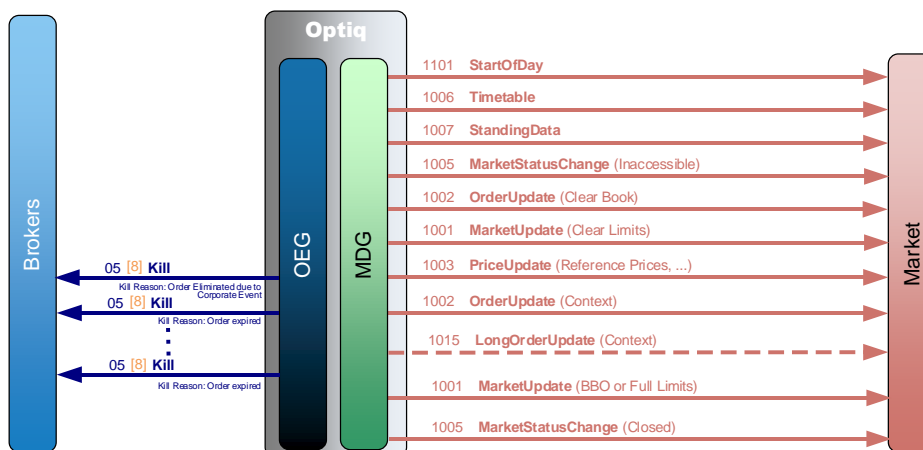 Optiq
Brokers
OEG
MDG
Market
1101 StartOfDay
1006 Timetable
1007 StandingData
1005 MarketStatusChange (Inaccessible)
1002 OrderUpdate (Clear Book)
1001 MarketUpdate (Clear Limits)
05 [8] Kill
Kill Reason: Order Eliminated due to
Corporate Event
1003 PriceUpdate (Reference Prices, ...)
05 [8] Kill
Kill Reason: Order expired
1002 OrderUpdate (Context)
1015 LongOrderUpdate (Context)
05 [8] Kill
Kill Reason: Order expired
1001 MarketUpdate (BBO or Full Limits)
1005 MarketStatusChange (Closed)